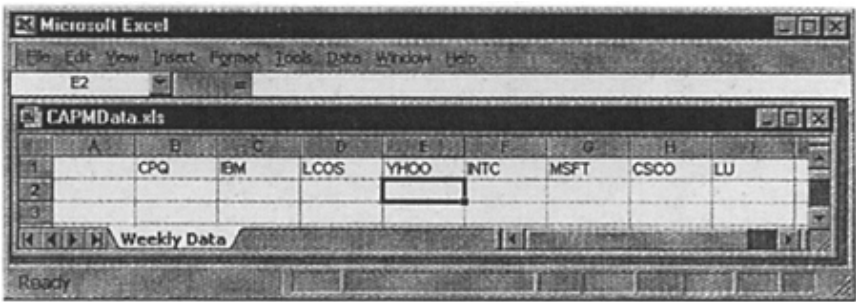 Microsoft Excel
File Edit View Insert Format Tools Data Window Help
E2 =
CAPMData.xls
A B C D E F G H I
1 CPQ IBM LCOS YHOO INTC MSFT CSCO LU
2
3
Weekly Data
Ready